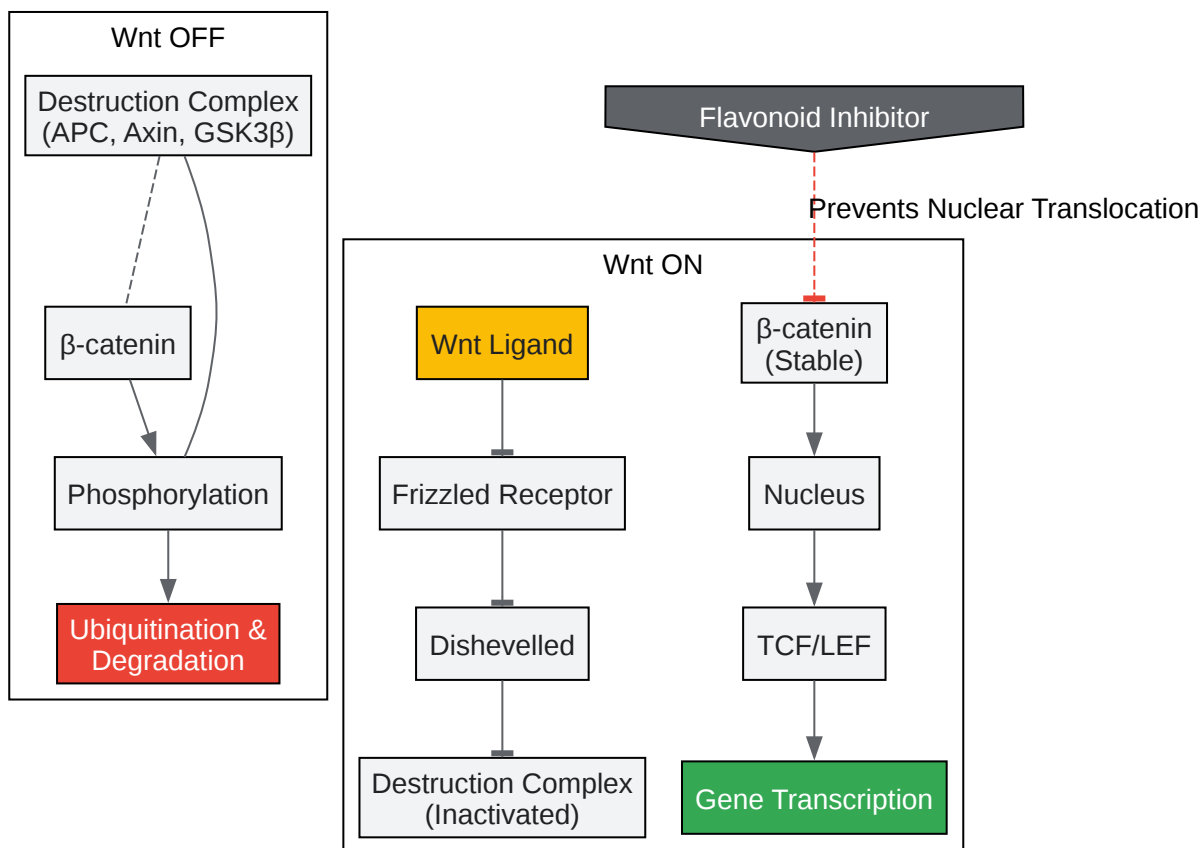 Wnt OFF
Destruction Complex
(APC, Axin, GSK3β)
β-catenin
Phosphorylation
Ubiquitination &
Degradation
Flavonoid Inhibitor
Prevents Nuclear Translocation
Wnt ON
Wnt Ligand
Frizzled Receptor
Dishevelled
Destruction Complex
(Inactivated)
β-catenin
(Stable)
Nucleus
TCF/LEF
Gene Transcription